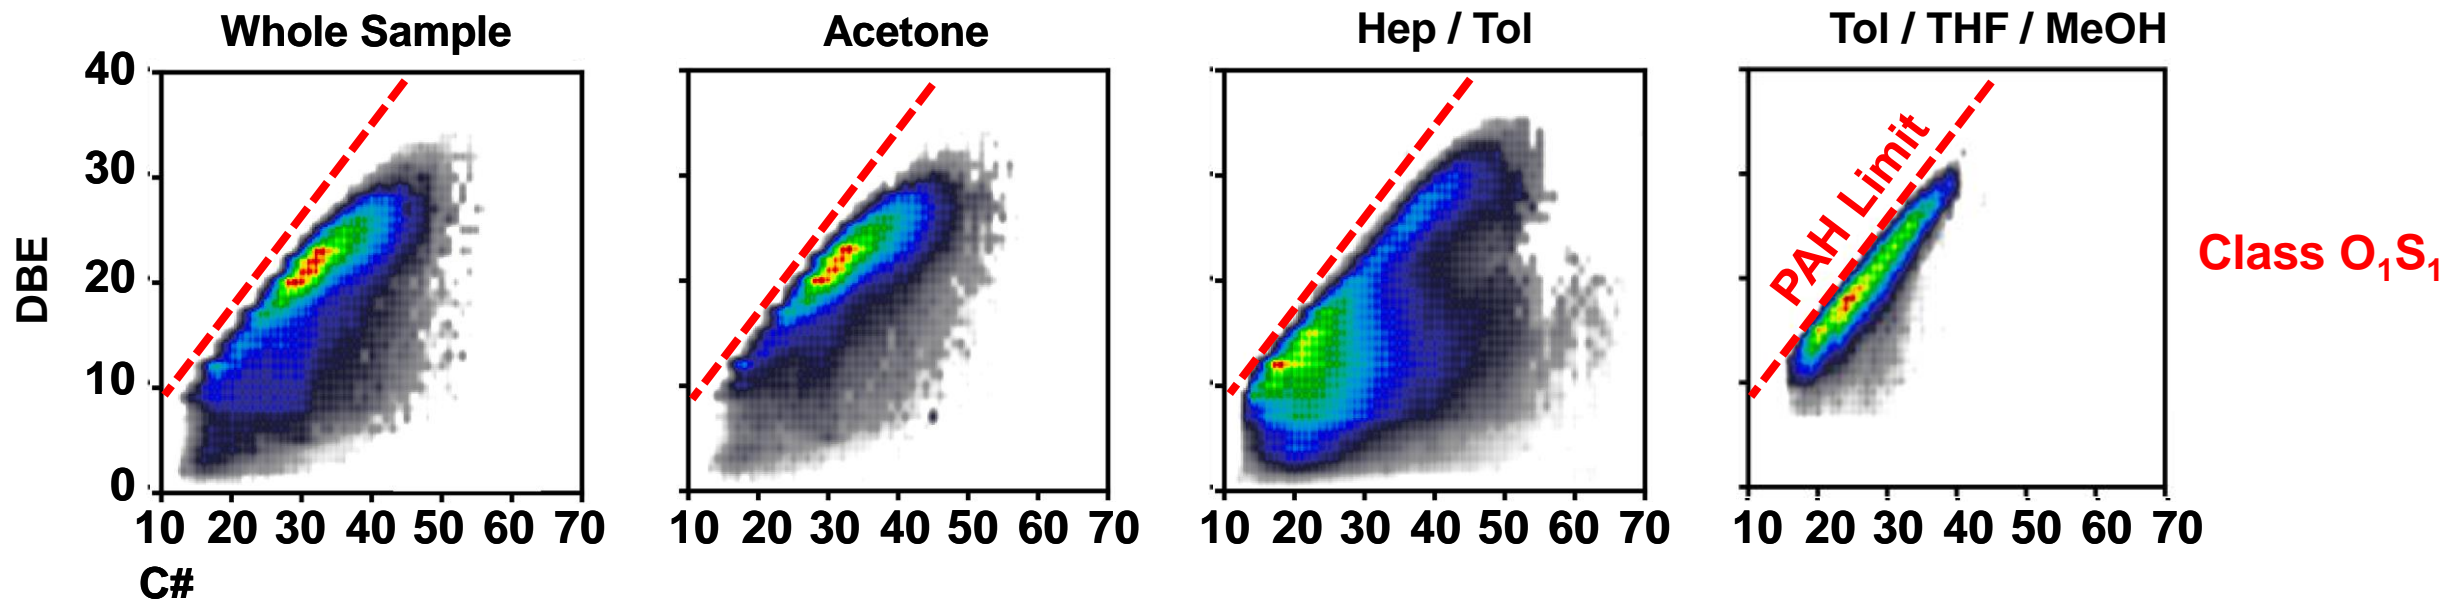 Whole Sample
Acetone
Hep / Tol
Tol / THF / MeOH
40
30
20
10
0
DBE
PAH Limit
Class O₁S₁
10 20 30 40 50 60 70
10 20 30 40 50 60 70
10 20 30 40 50 60 70
10 20 30 40 50 60 70
C#